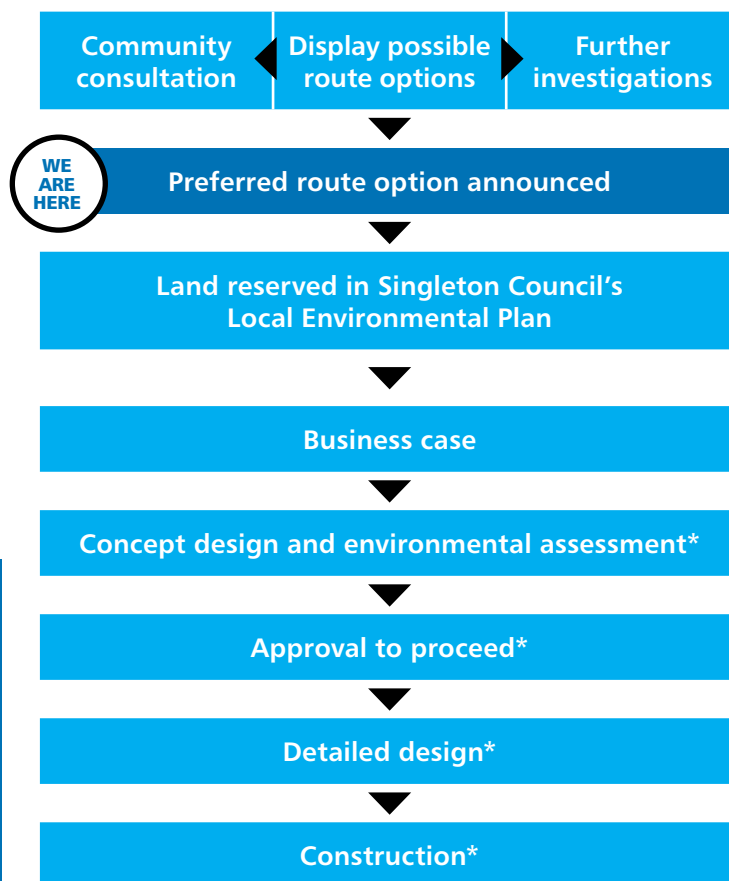 Community
consultation
Display possible
route options
Further
investigations
WE
ARE
HERE
Preferred route option announced
Land reserved in Singleton Council’s
Local Environmental Plan
Business case
Concept design and environmental assessment*
Approval to proceed*
Detailed design*
Construction*